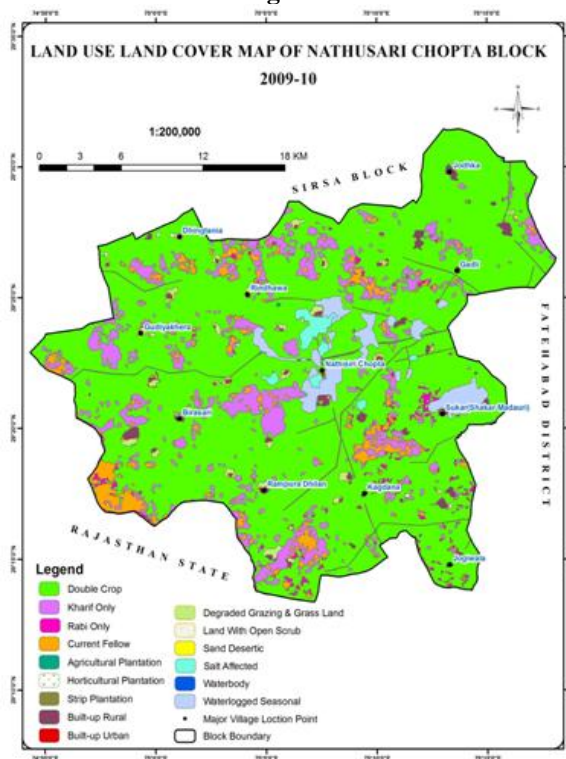 LAND USE LAND COVER MAP OF NATHUSARI CHOPTA BLOCK
2009-10
1:200,000
0 3 6 12 18 KM
SIRSA BLOCK
Jodhka
Dhingtania
Gadli
Rindhawa
Gudiyakhera
FATEHABAD DISTRICT
Nathusari Chopta
Birasari
Sukar(Shakar Madauri)
Rampura Dhilan
Kagdana
RAJASTHAN STATE
Jogiwala
Legend
Double Crop
Kharif Only
Rabi Only
Current Fellow
Agricultural Plantation
Horticultural Plantation
Strip Plantation
Built-up Rural
Built-up Urban
Degraded Grazing & Grass Land
Land With Open Scrub
Sand Desertic
Salt Affected
Waterbody
Waterlogged Seasonal
Major Village Loction Point
Block Boundary